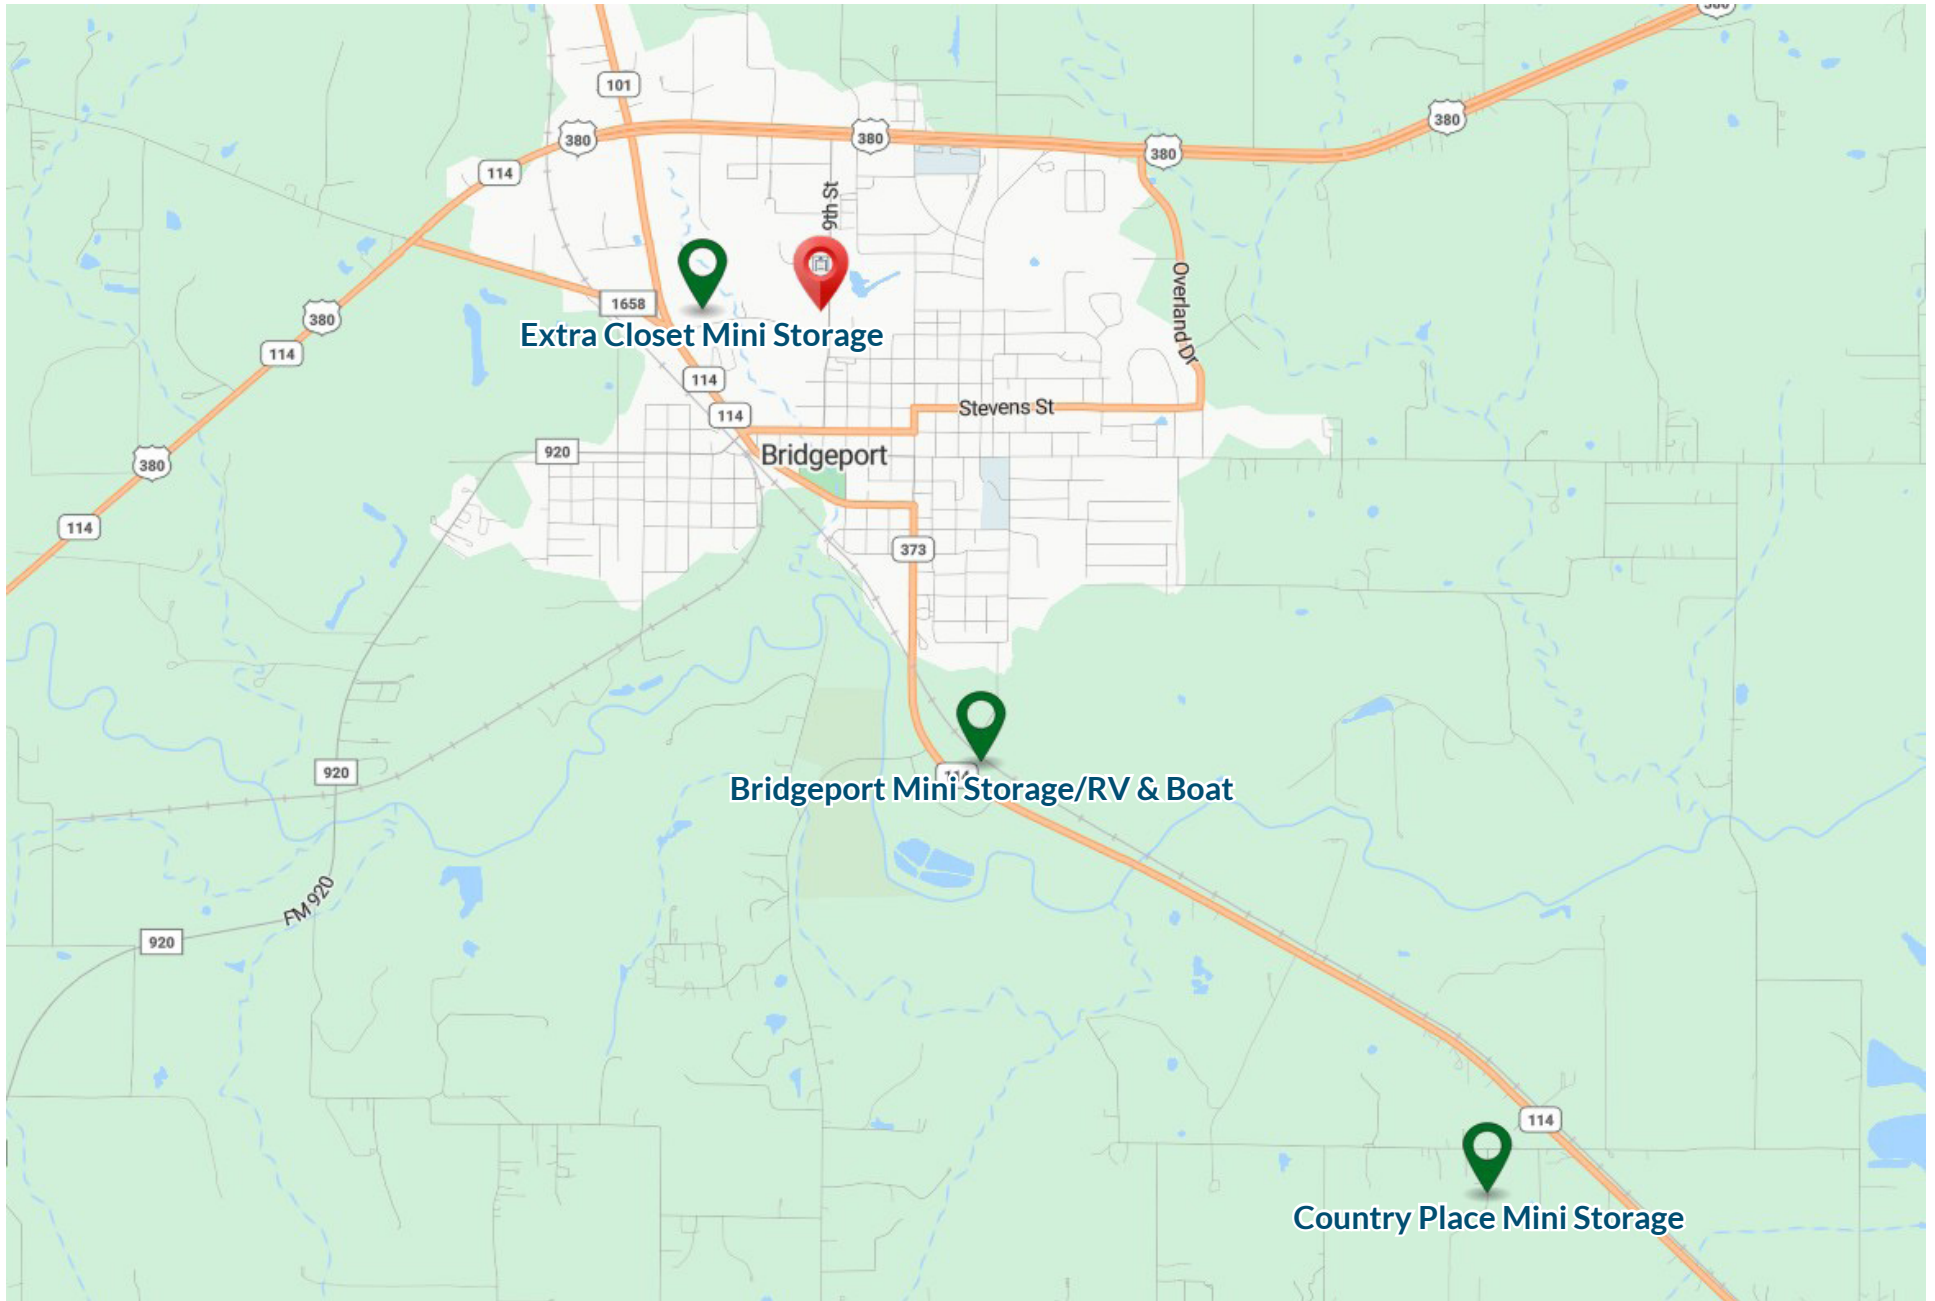 380
101
380
380
380
380
114
9th St
Overland Dr
1658
380
114
Extra Closet Mini Storage
114
114
Stevens St
920
Bridgeport
380
114
373
114
Bridgeport Mini Storage/RV & Boat
920
FM 920
920
114
Country Place Mini Storage